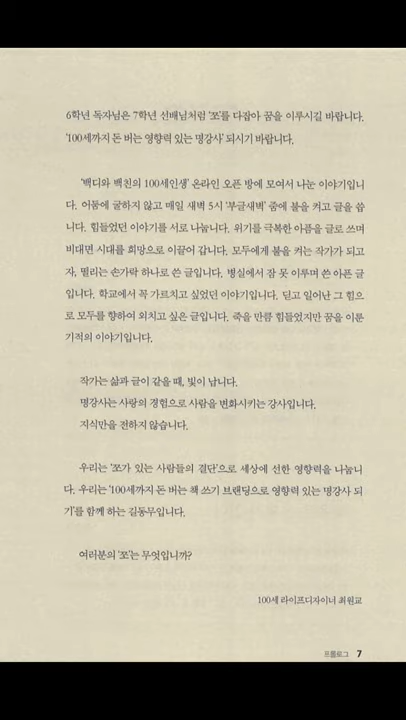 6학년 독자님은 7학년 선배님처럼 '쪼'를 다잡아 꿈을 이루시길 바랍니다.
'100세까지 돈 버는 영향력 있는 명강사' 되시기 바랍니다.
'백디와 백친의 100세인생' 온라인 오픈 방에 모여서 나눈 이야기입니
다. 어둠에 굴하지 않고 매일 새벽 5시 '부글새벽' 줌에 불을 켜고 글을 씁
니다. 힘들었던 이야기를 서로 나눕니다. 위기를 극복한 아픔을 글로 쓰며
비대면 시대를 희망으로 이끌어 갑니다. 모두에게 불을 켜는 작가가 되고
자, 떨리는 손가락 하나로 쓴 글입니다. 병실에서 잠 못 이루며 쓴 아픈 글
입니다. 학교에서 꼭 가르치고 싶었던 이야기입니다. 딛고 일어난 그 힘으
로 모두를 향하여 외치고 싶은 글입니다. 죽을 만큼 힘들었지만 꿈을 이룬
기적의 이야기입니다.
작가는 삶과 글이 같을 때, 빛이 납니다.
명강사는 사랑의 경험으로 사람을 변화시키는 강사입니다.
지식만을 전하지 않습니다.
우리는 '쪼가 있는 사람들의 결단'으로 세상에 선한 영향력을 나눕니
다. 우리는 '100세까지 돈 버는 책 쓰기 브랜딩으로 영향력 있는 명강사 되
기'를 함께 하는 길동무입니다.
여러분의 '쪼'는 무엇입니까?
100세 라이프디자이너 최원교
프롤로그 7